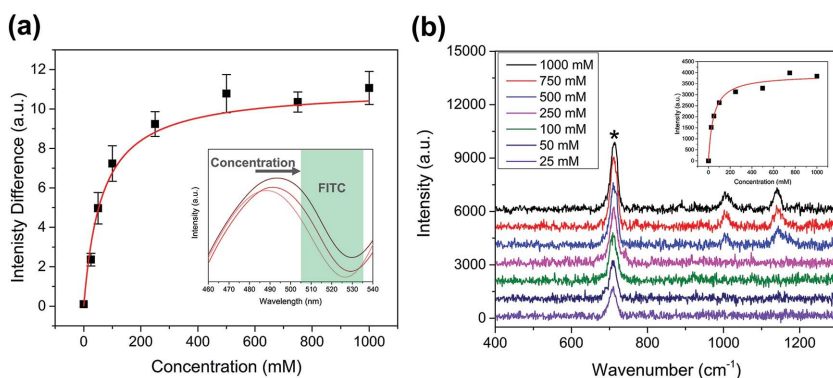 (a)
Intenisty Difference (a.u.)
12
10
8
6
4
2
0
0 200 400 600 800 1000
Concentration (mM)
Concentration
FITC
Intensity (a.u.)
460 470 480 490 500 510 520 530 540
Wavelength (nm)
(b)
Intensity (a.u.)
15000
12000
9000
6000
3000
0
400 600 800 1000 1200
Wavenumber (cm-1)
1000 mM
750 mM
500 mM
250 mM
100 mM
50 mM
25 mM
*
Intensity (a.u.)
4500
4000
3500
3000
2500
2000
1500
1000
500
0
0 200 400 600 800 1000
Concentration (mM)